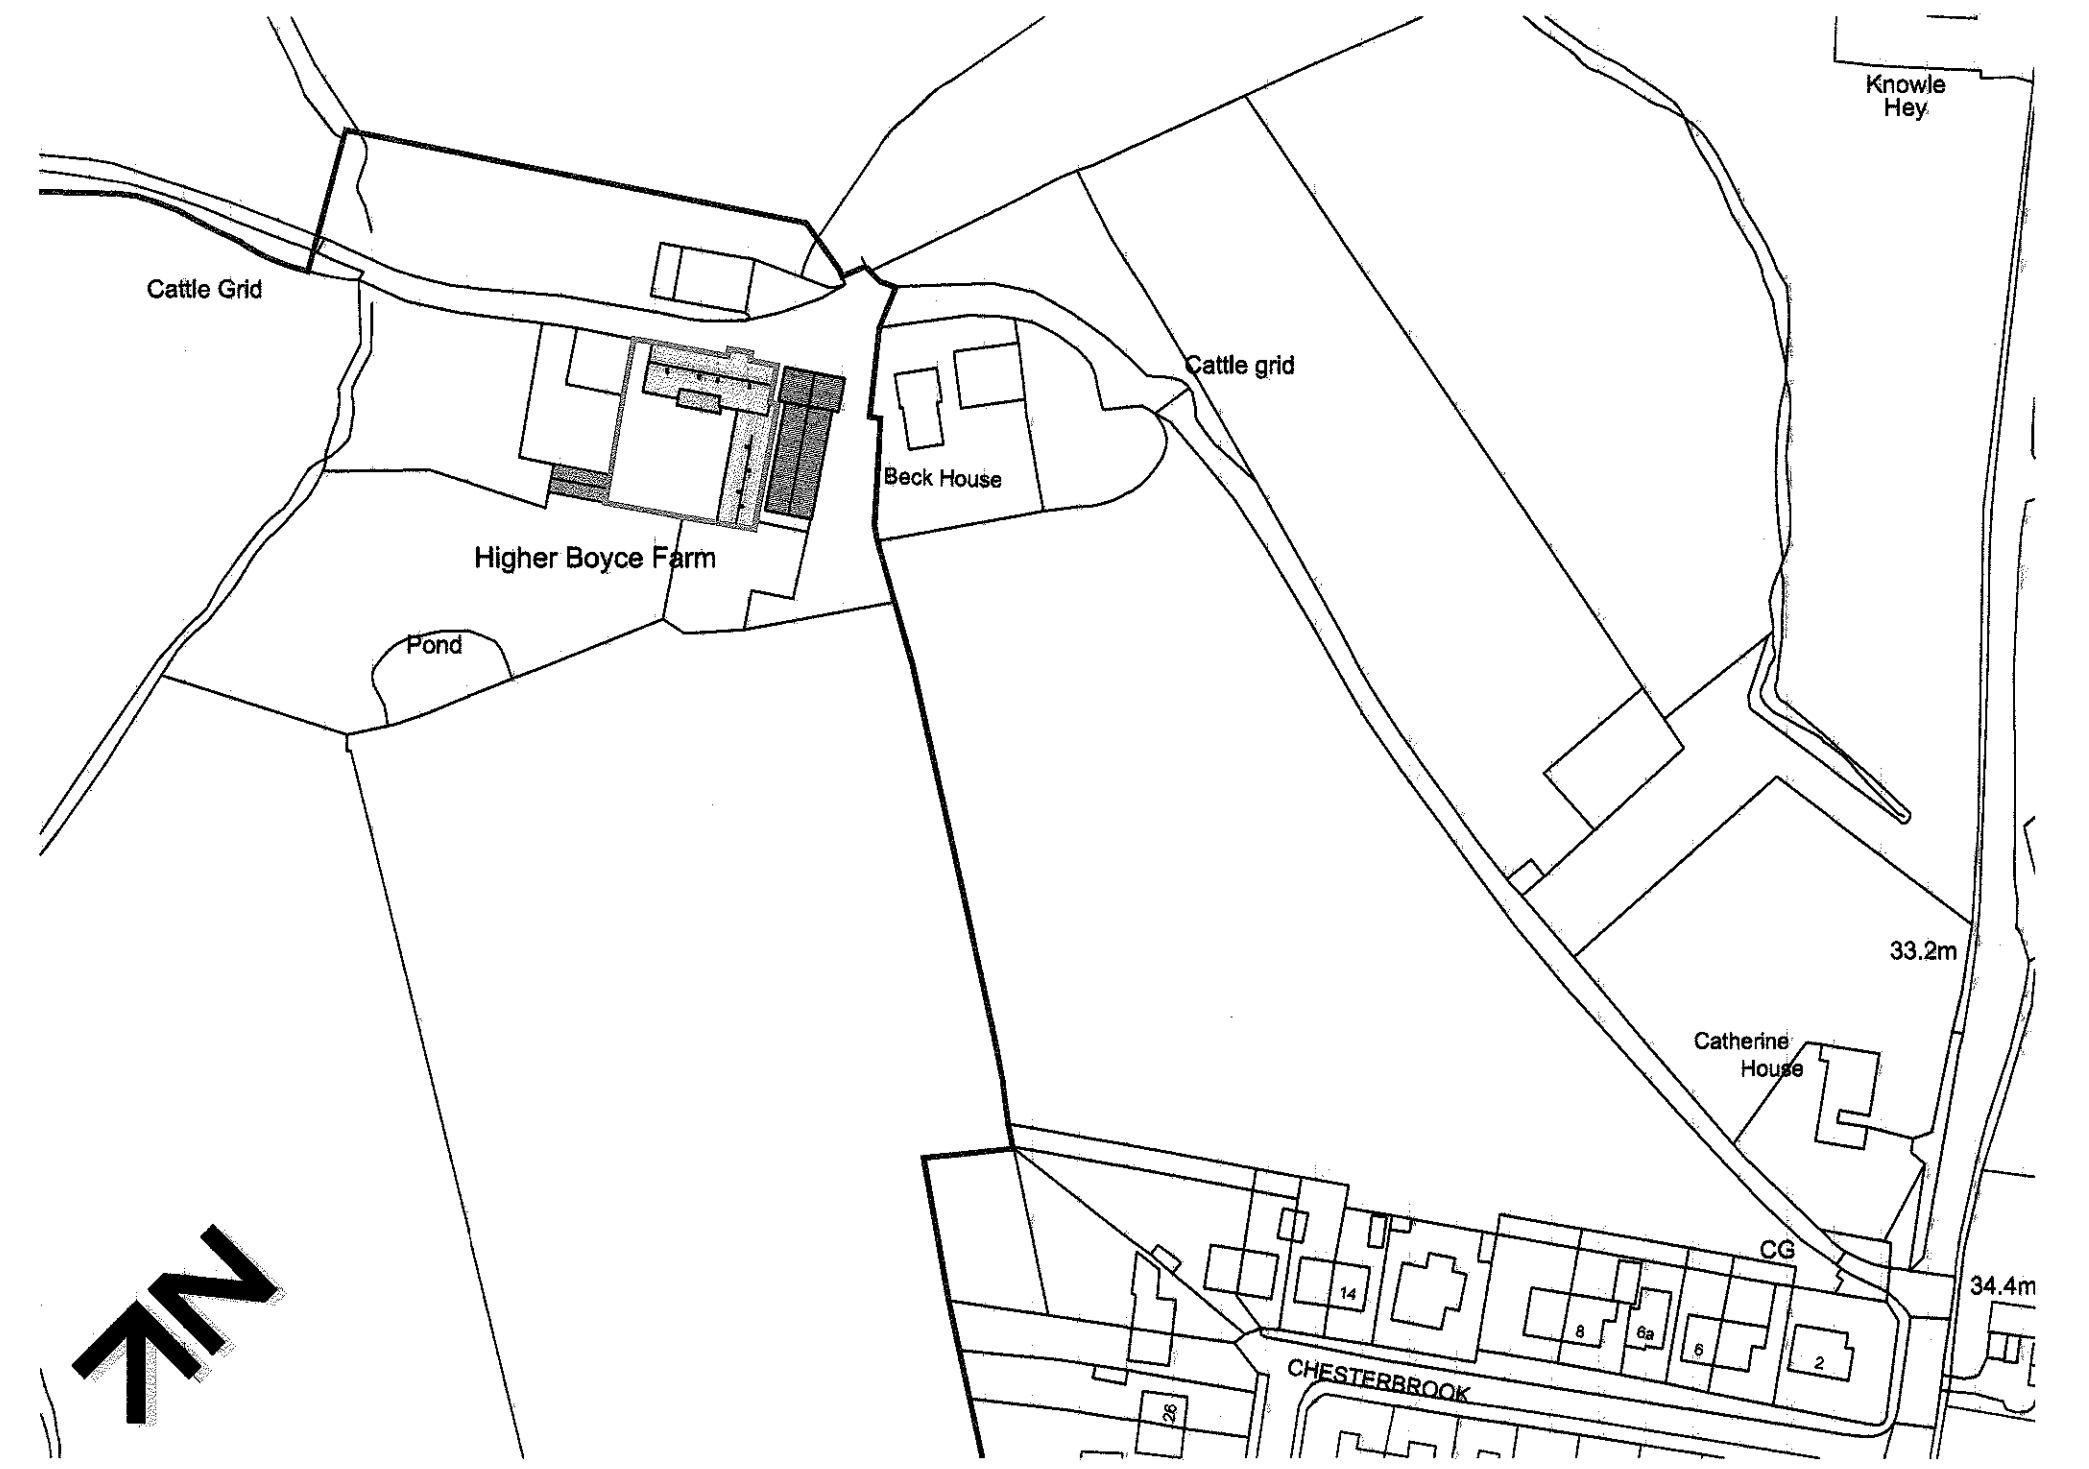 Knowle
Hey
Cattle Grid
Cattle grid
Beck House
Higher Boyce Farm
Pond
33.2m
Catherine
House
CG
34.4m
14
8
6a
6
2
CHESTERBROOK
26
N